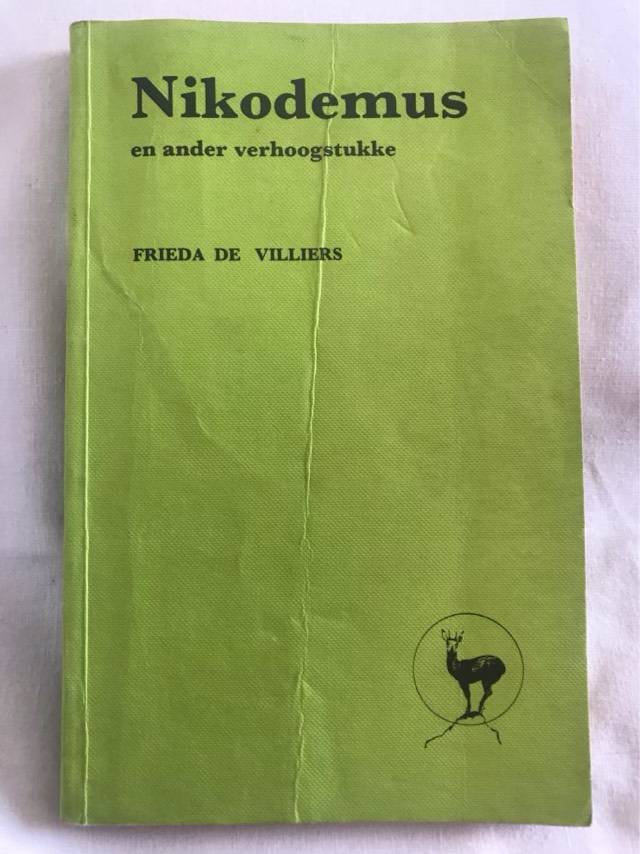 Nikodemus
en ander verhoogstukke
FRIEDA DE VILLIERS